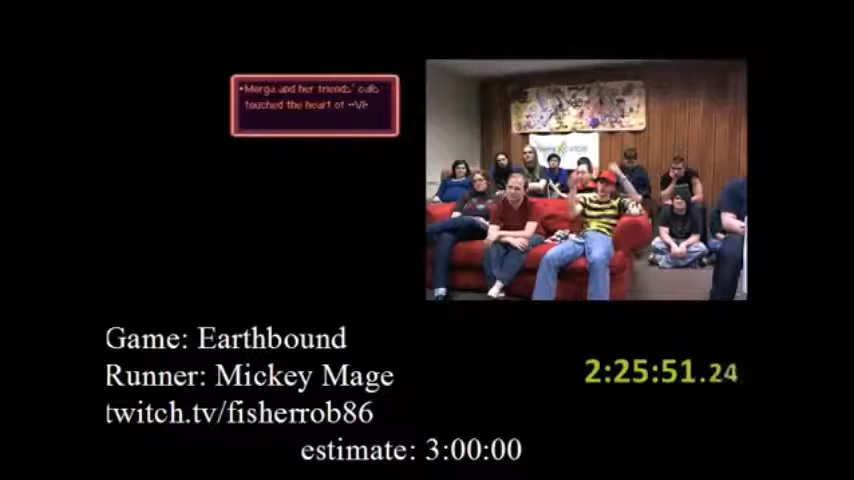 •Merga and her friends' calls
touched the heart of
Game: Earthbound
Runner: Mickey Mage
twitch.tv/fisherrob86
estimate: 3:00:00
2:25:51.24